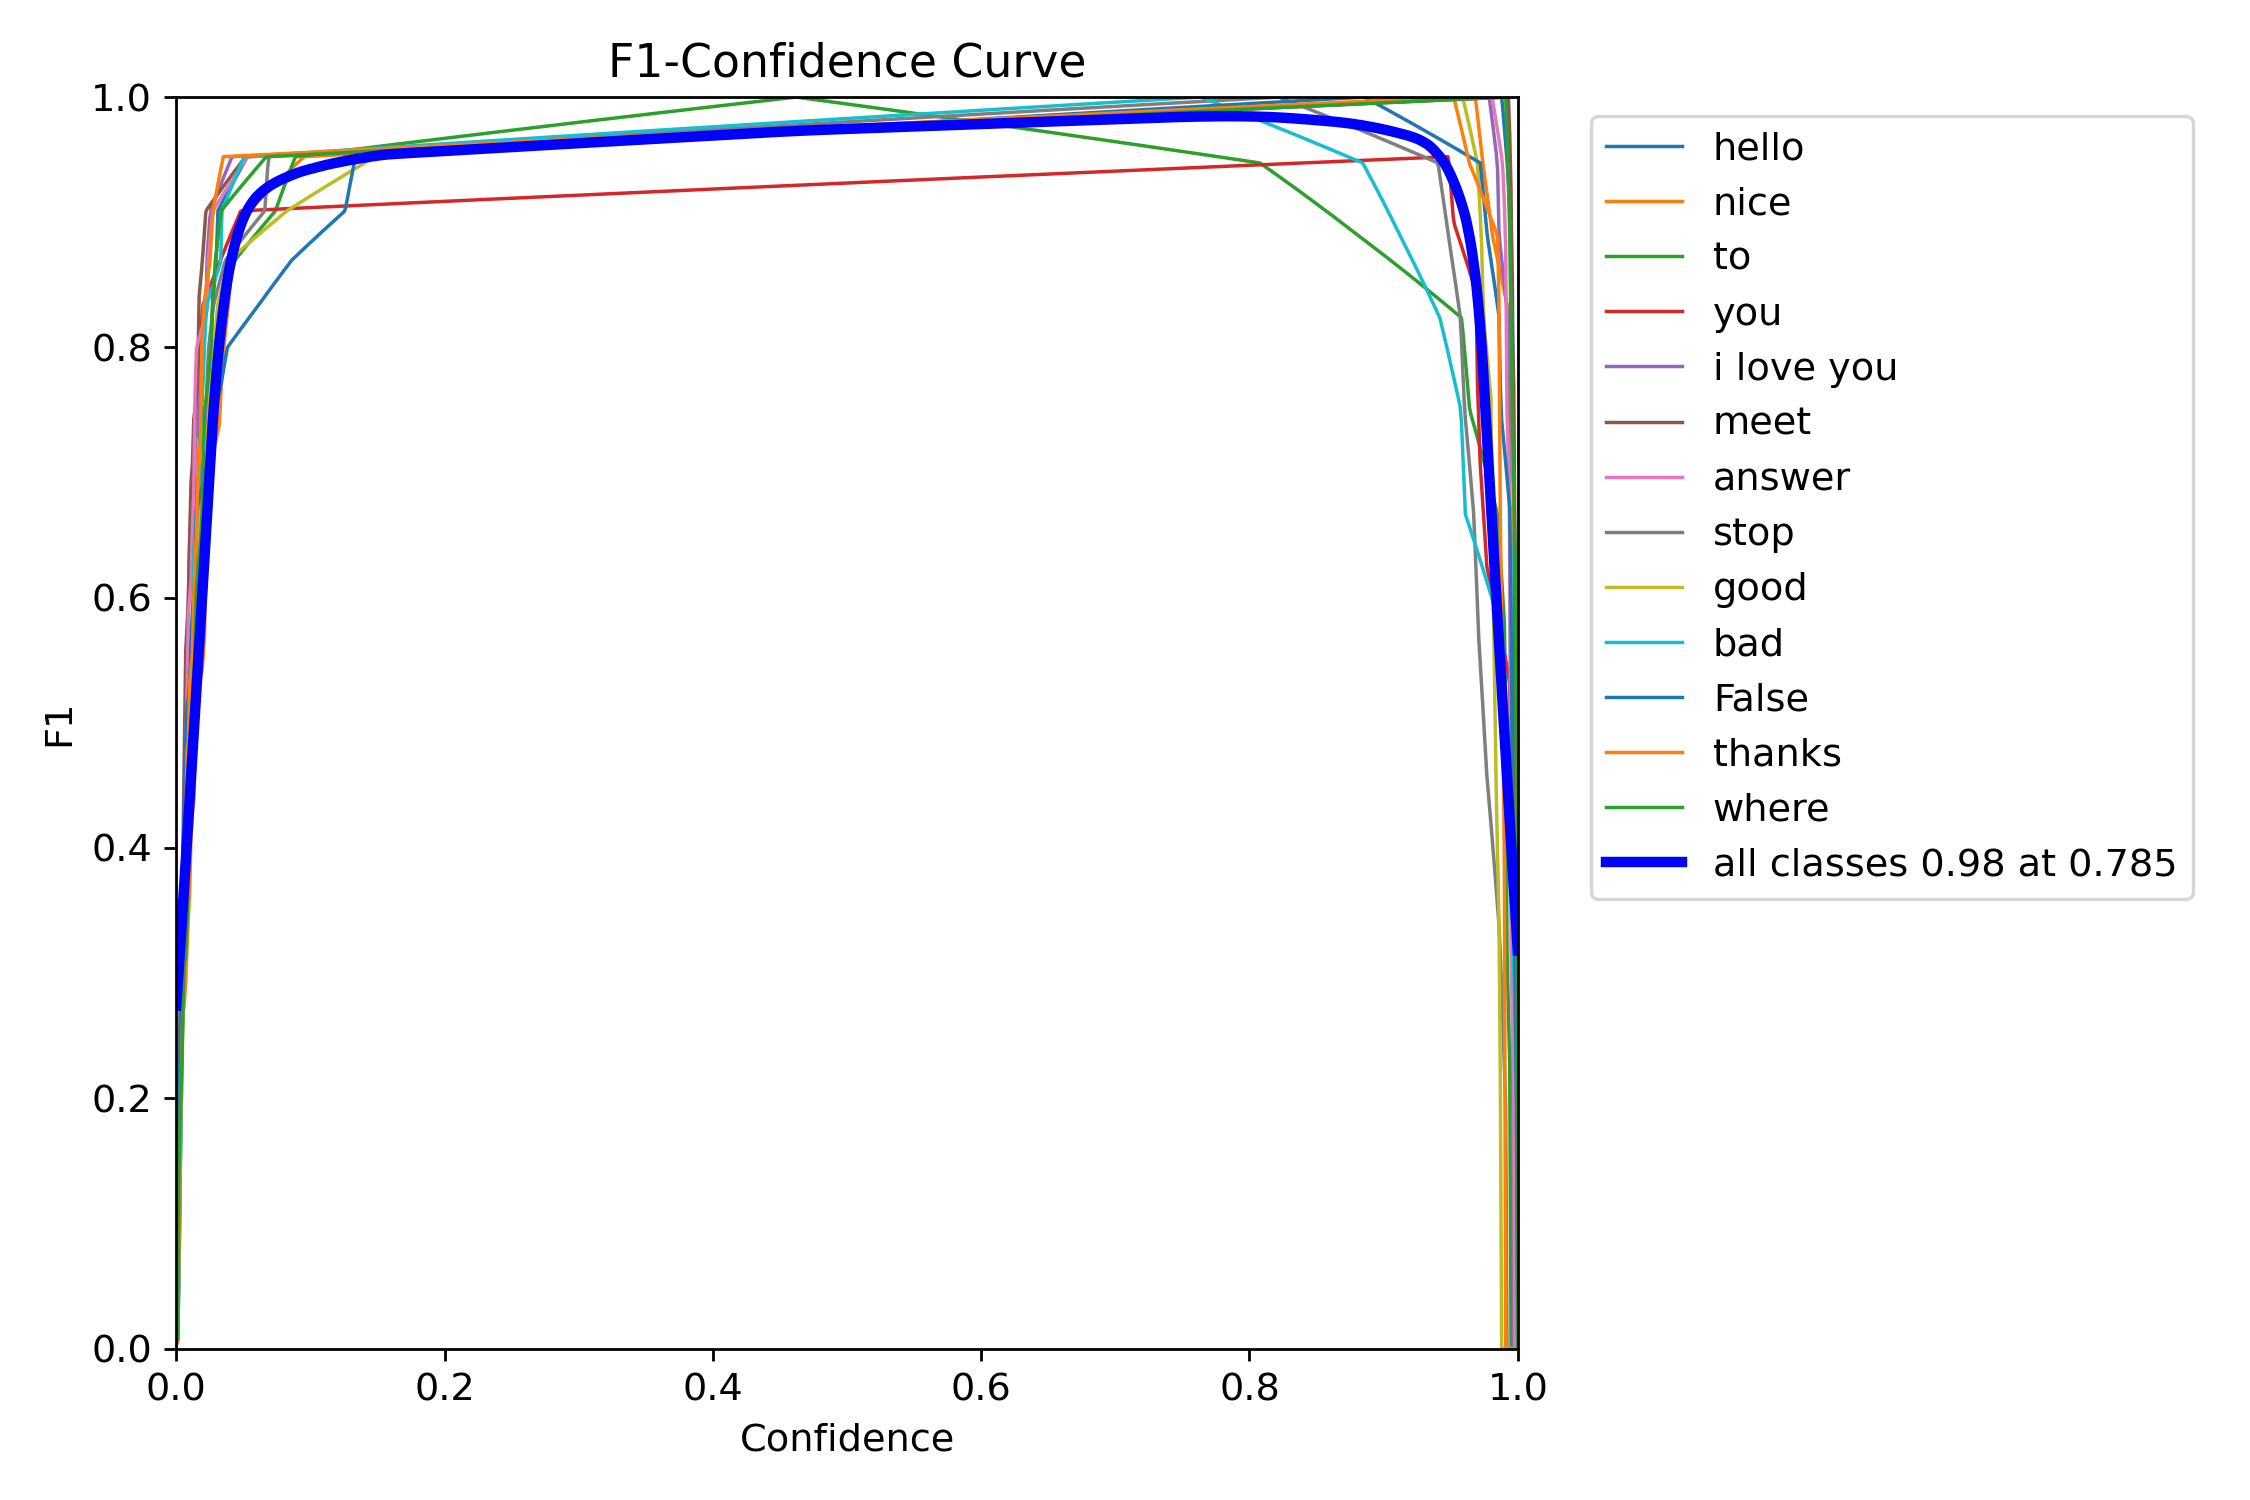 F1-Confidence Curve
1.0
0.8
0.6
0.4
0.2
0.0
F1
0.0 0.2 0.4 0.6 0.8 1.0
Confidence
hello
nice
to
you
i love you
meet
answer
stop
good
bad
False
thanks
where
all classes 0.98 at 0.785